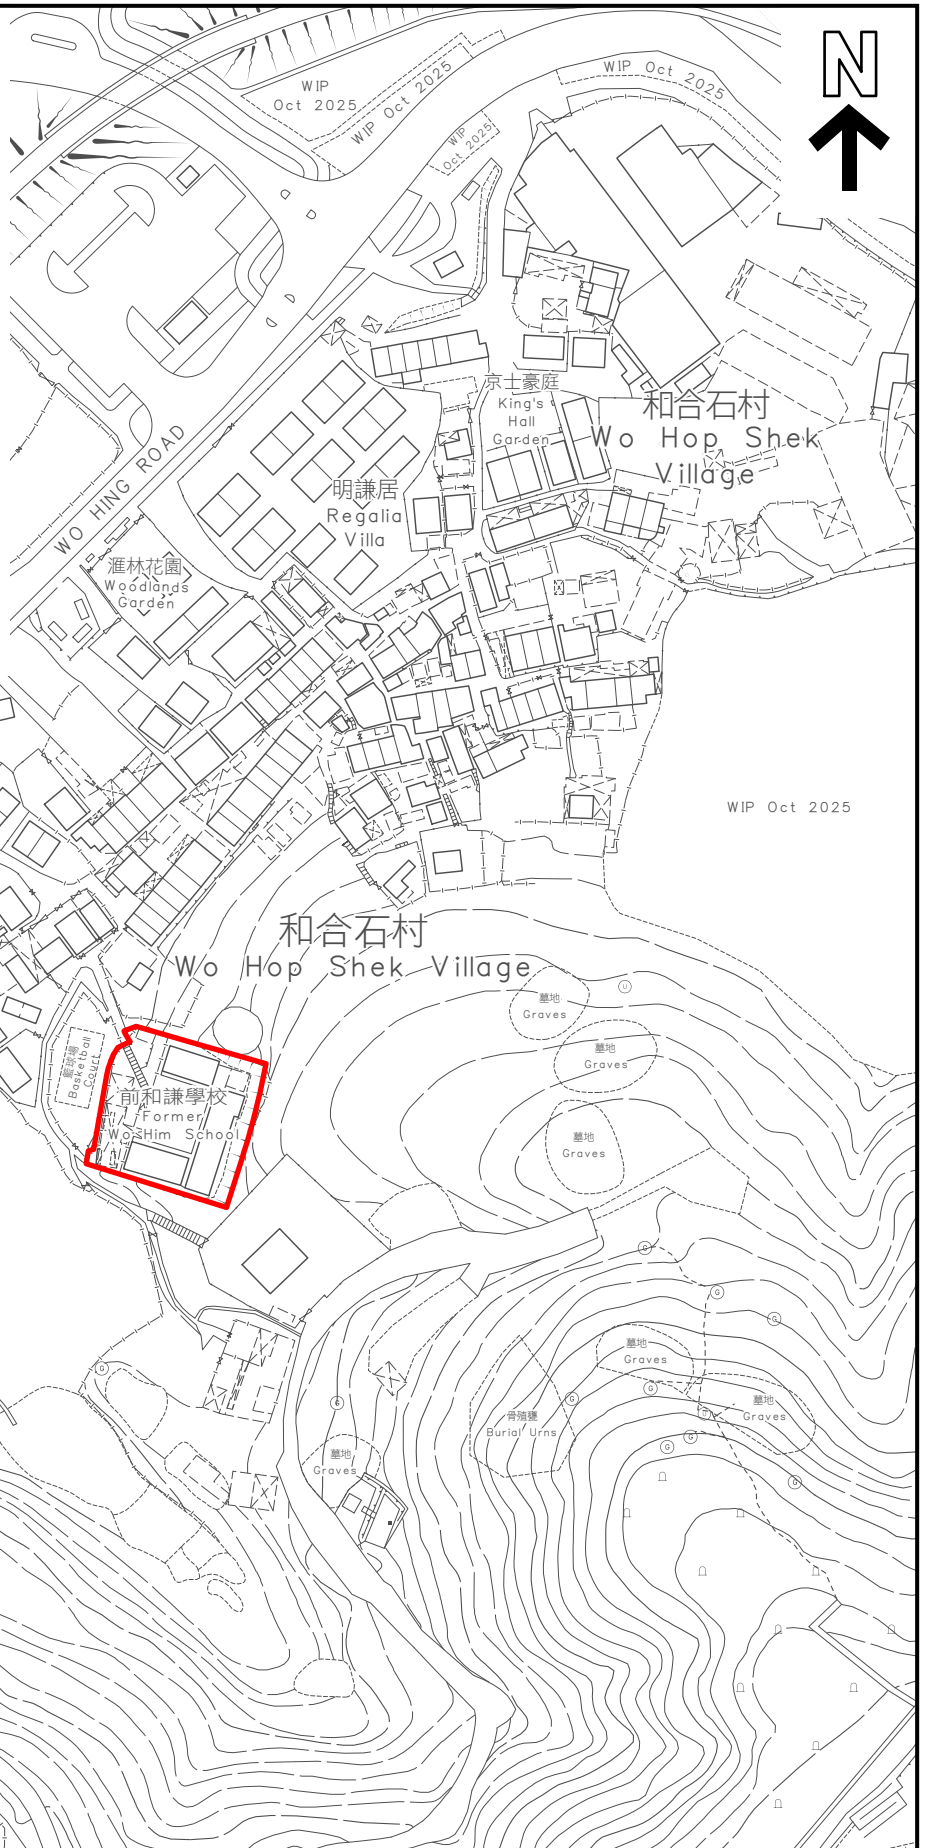 N
WIP
Oct 2025
WIP Oct 2025
WIP
Oct 2025
WIP Oct 2025
京士豪庭
King's
Hall
Garden
和合石村
Wo Hop Shek
Village
明謙居
Regalia
Villa
WO HING ROAD
滙林花園
Woodlands
Garden
WIP Oct 2025
和合石村
Wo Hop Shek Village
墓地
Graves
U
墓地
Graves
墓地
Graves
籃球場
Basketball
Court
前和謙學校
Former
Wo Him School
G
G
G
墓地
Graves
G
G
G
墓地
Graves
骨殖甕
Burial Urns
G
G
墓地
Graves
G